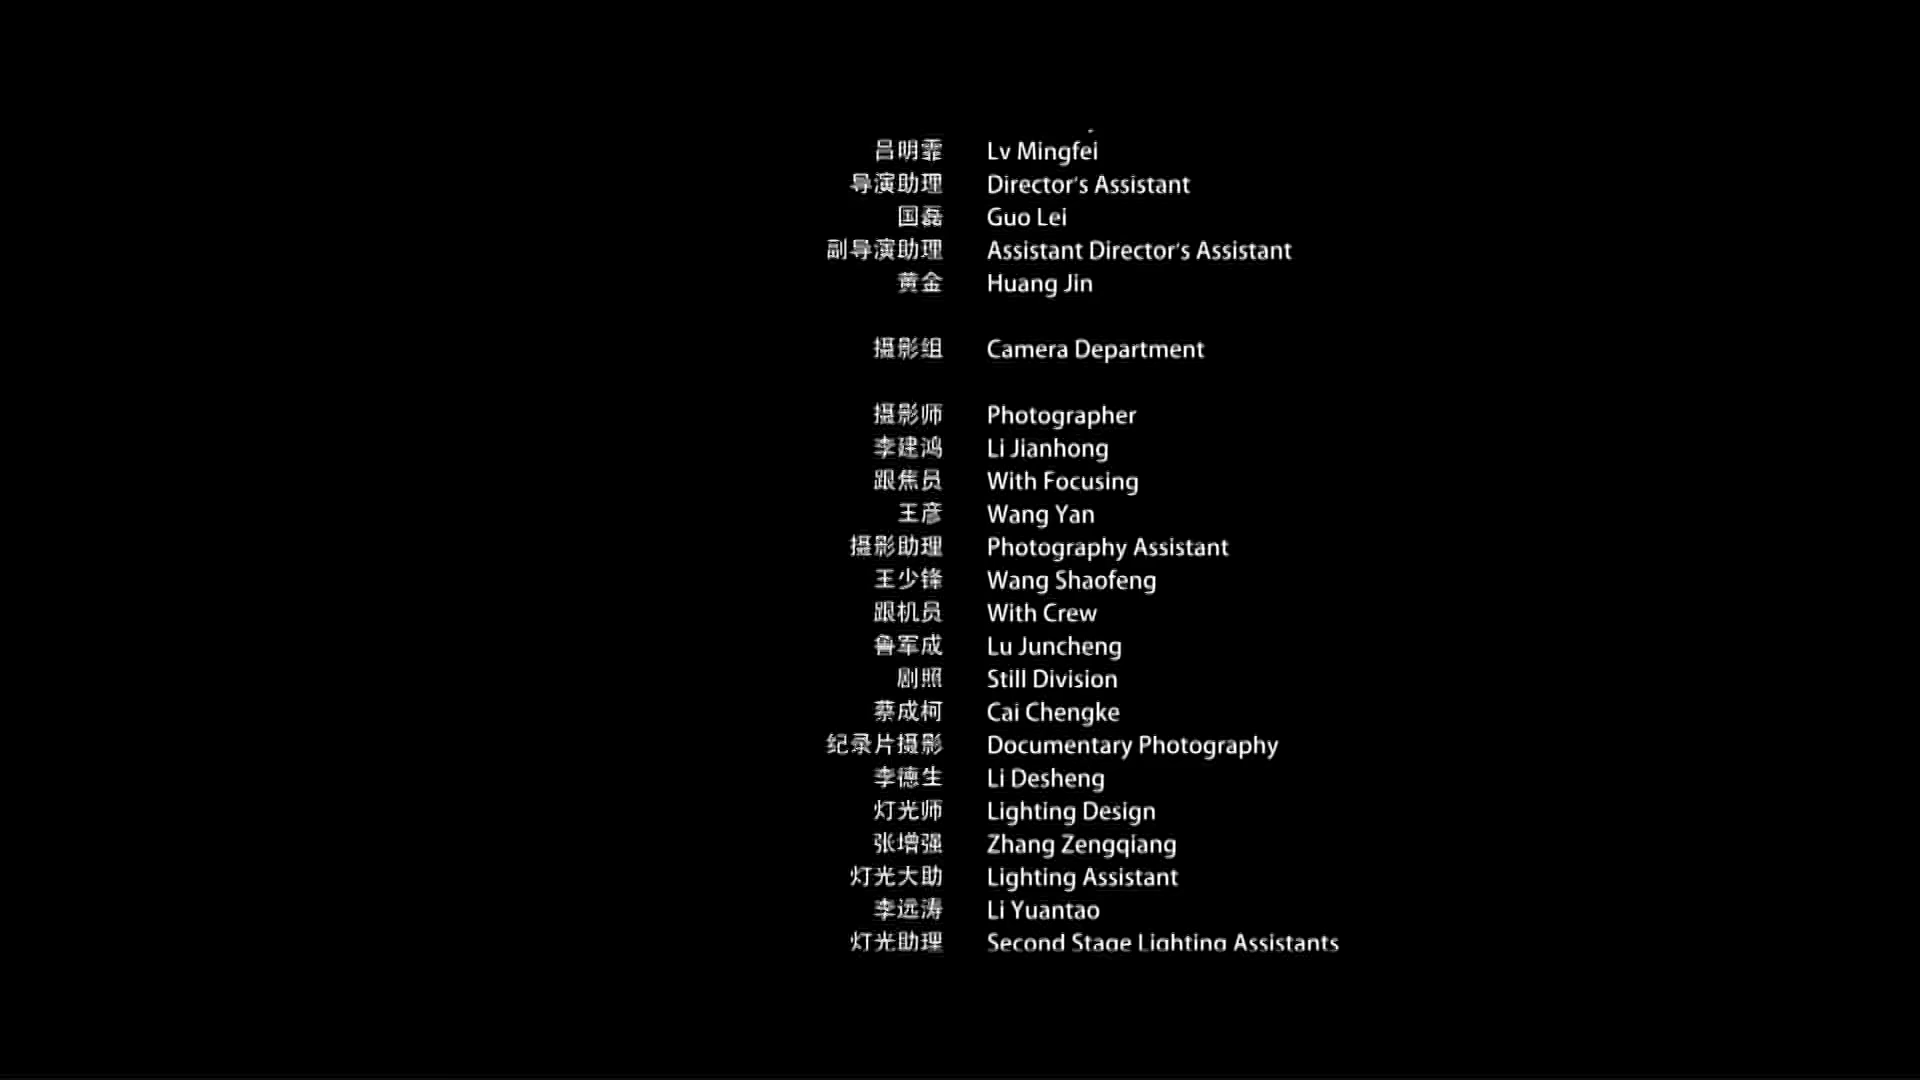 吕明霏 Lv Mingfei
导演助理 Director's Assistant
国磊 Guo Lei
副导演助理 Assistant Director's Assistant
黄金 Huang Jin
摄影组 Camera Department
摄影师 Photographer
李建鸿 Li Jianhong
跟焦员 With Focusing
王彦 Wang Yan
摄影助理 Photography Assistant
王少锋 Wang Shaofeng
跟机员 With Crew
鲁军成 Lu Juncheng
剧照 Still Division
蔡成柯 Cai Chengke
纪录片摄影 Documentary Photography
李德生 Li Desheng
灯光师 Lighting Design
张增强 Zhang Zengqiang
灯光大助 Lighting Assistant
李远涛 Li Yuantao
灯光助理 Second Stage Lighting Assistants